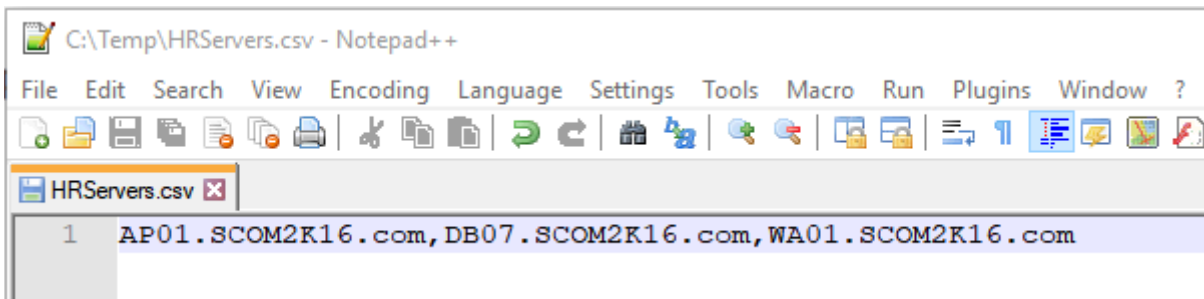 C:\Temp\HRServers.csv - Notepad++
File Edit Search View Encoding Language Settings Tools Macro Run Plugins Window ?
HRServers.csv
1 AP01.SCOM2K16.com,DB07.SCOM2K16.com,WA01.SCOM2K16.com